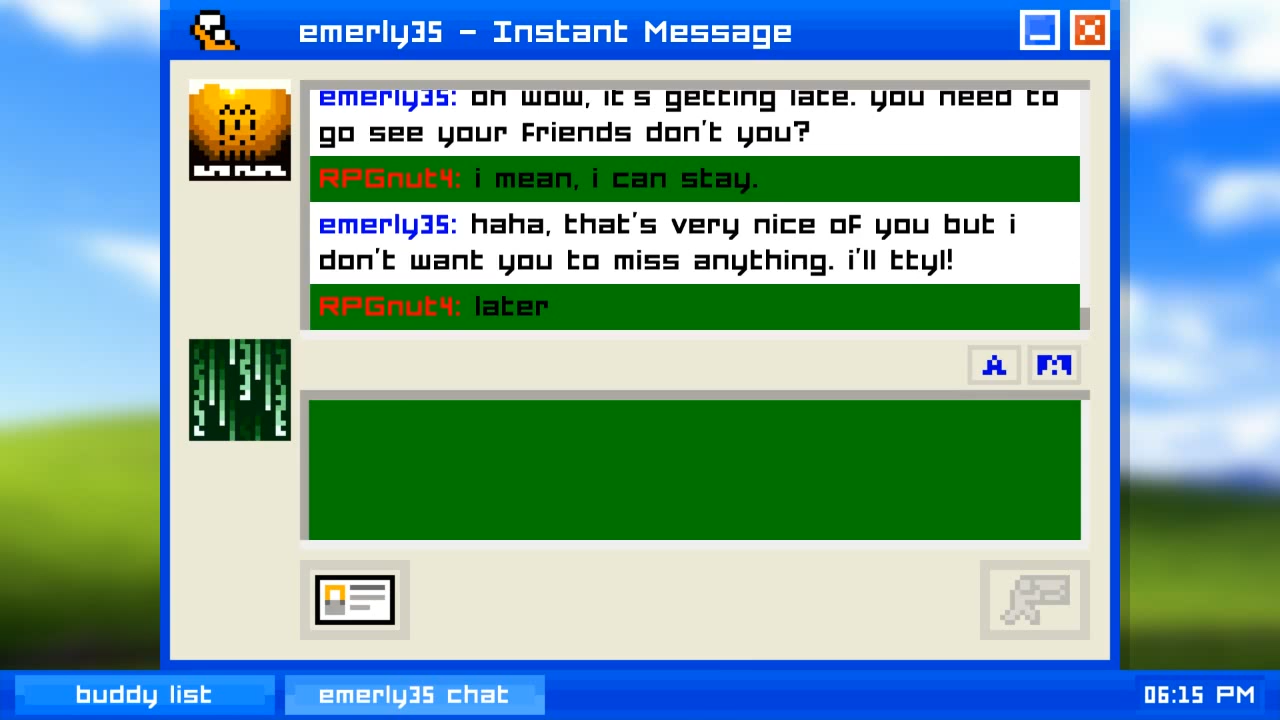 emerly35 - Instant Message
emerly35: oh wow, it's getting late. you need to
go see your friends don't you?
RPGnut4: i mean, i can stay.
emerly35: haha, that's very nice of you but i
don't want you to miss anything. i'll ttyl!
RPGnut4: later
A
buddy list
emerly35 chat
06:15 PM